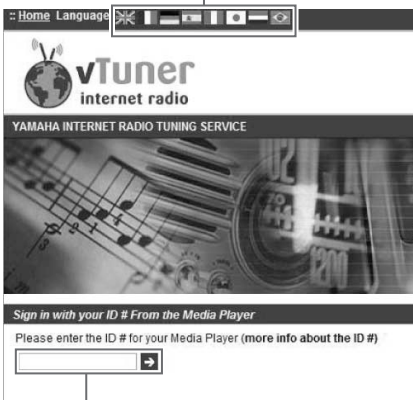 :: Home Language
vTuner
internet radio
YAMAHA INTERNET RADIO TUNING SERVICE
Sign in with your ID # From the Media Player
Please enter the ID # for your Media Player (more info about the ID #)